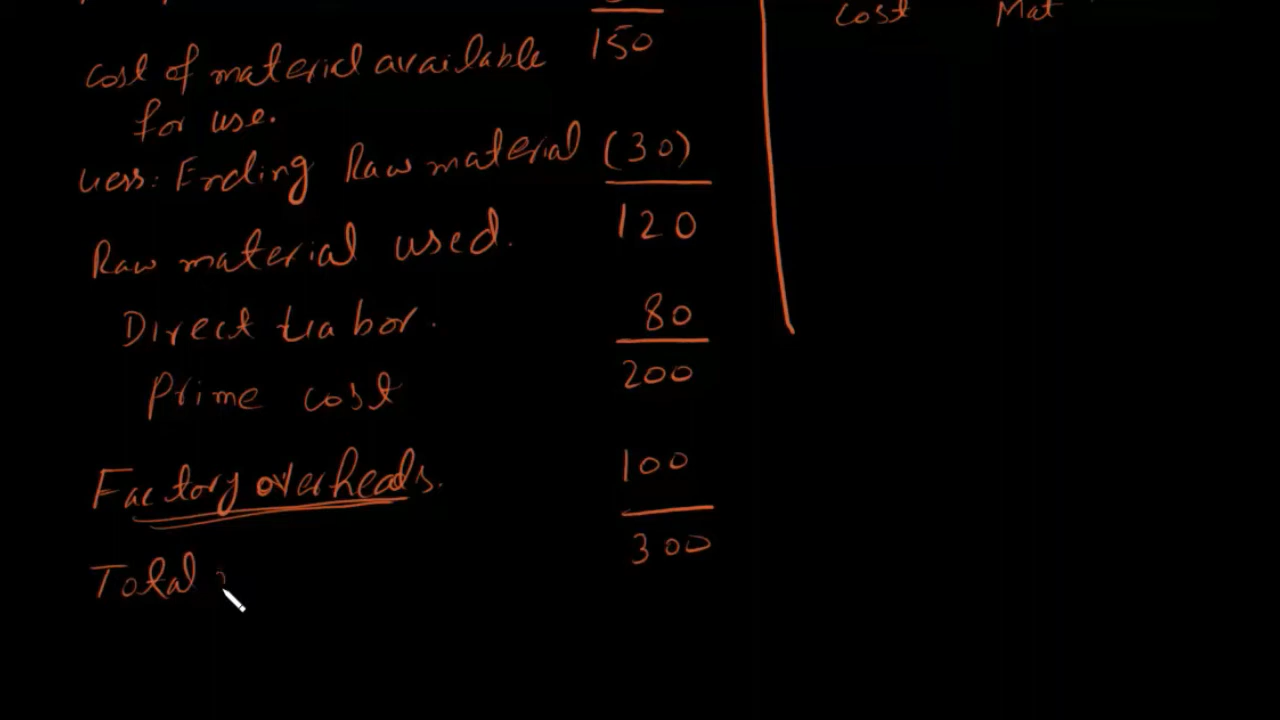 150
Cost Mat
Cost of material available
for use.
Less: Ending Raw material (30)
Raw material used. 120
Direct Labor. 80
Prime cost 200
Factory overheads. 100
300
Total